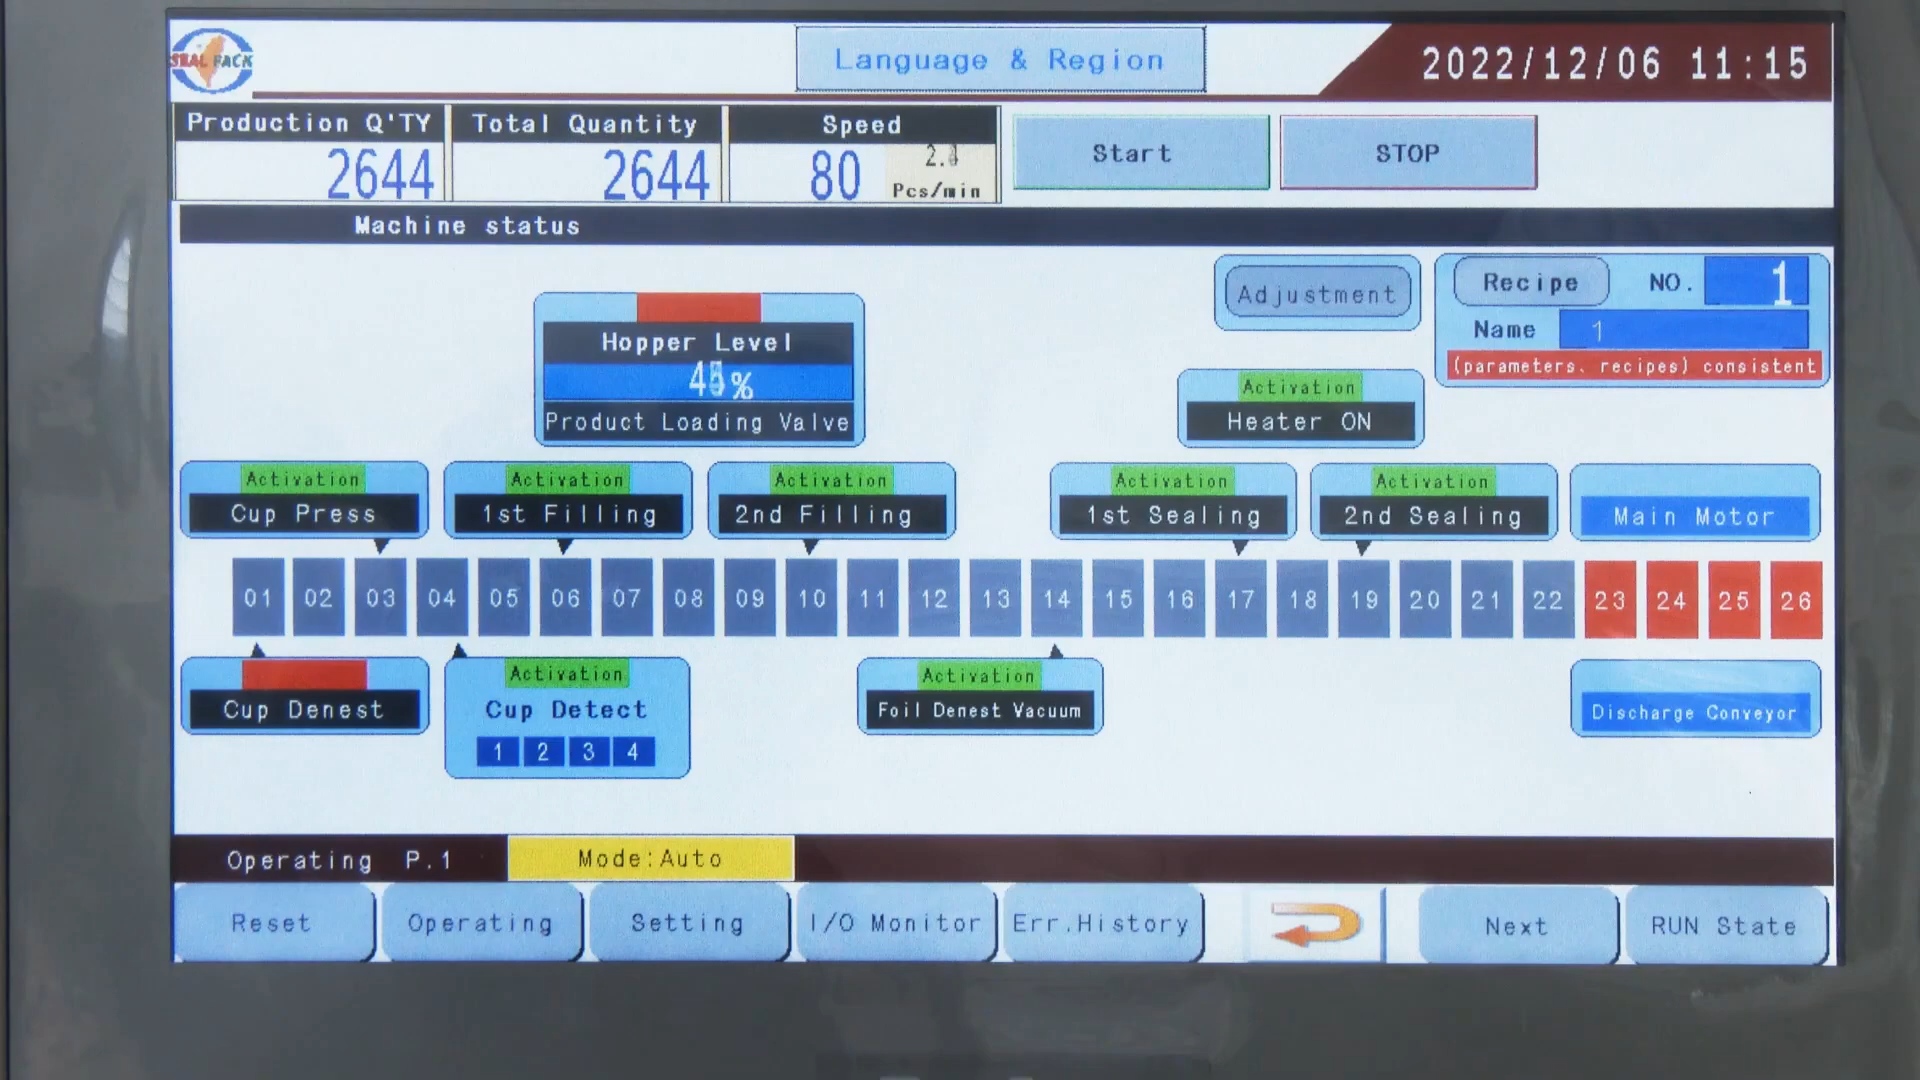 SEAL PACK
Language & Region
2022/12/06 11:15
Production Q'TY
2644
Total Quantity
2644
Speed
80
Pcs/min
Start
STOP
Machine status
Adjustment
Recipe NO. 1
Name 1
(parameters、recipes) consistent
Hopper Level
%
Product Loading Valve
Activation
Heater ON
Activation
Cup Press
Activation
1st Filling
Activation
2nd Filling
Activation
1st Sealing
Activation
2nd Sealing
Main Motor
01 02 03 04 05 06 07 08 09 10 11 12 13 14 15 16 17 18 19 20 21 22 23 24 25 26
Cup Denest
Activation
Cup Detect
1 2 3 4
Activation
Foil Denest Vacuum
Discharge Conveyor
Operating P.1
Mode:Auto
Reset
Operating
Setting
I/O Monitor
Err.History
Next
RUN State